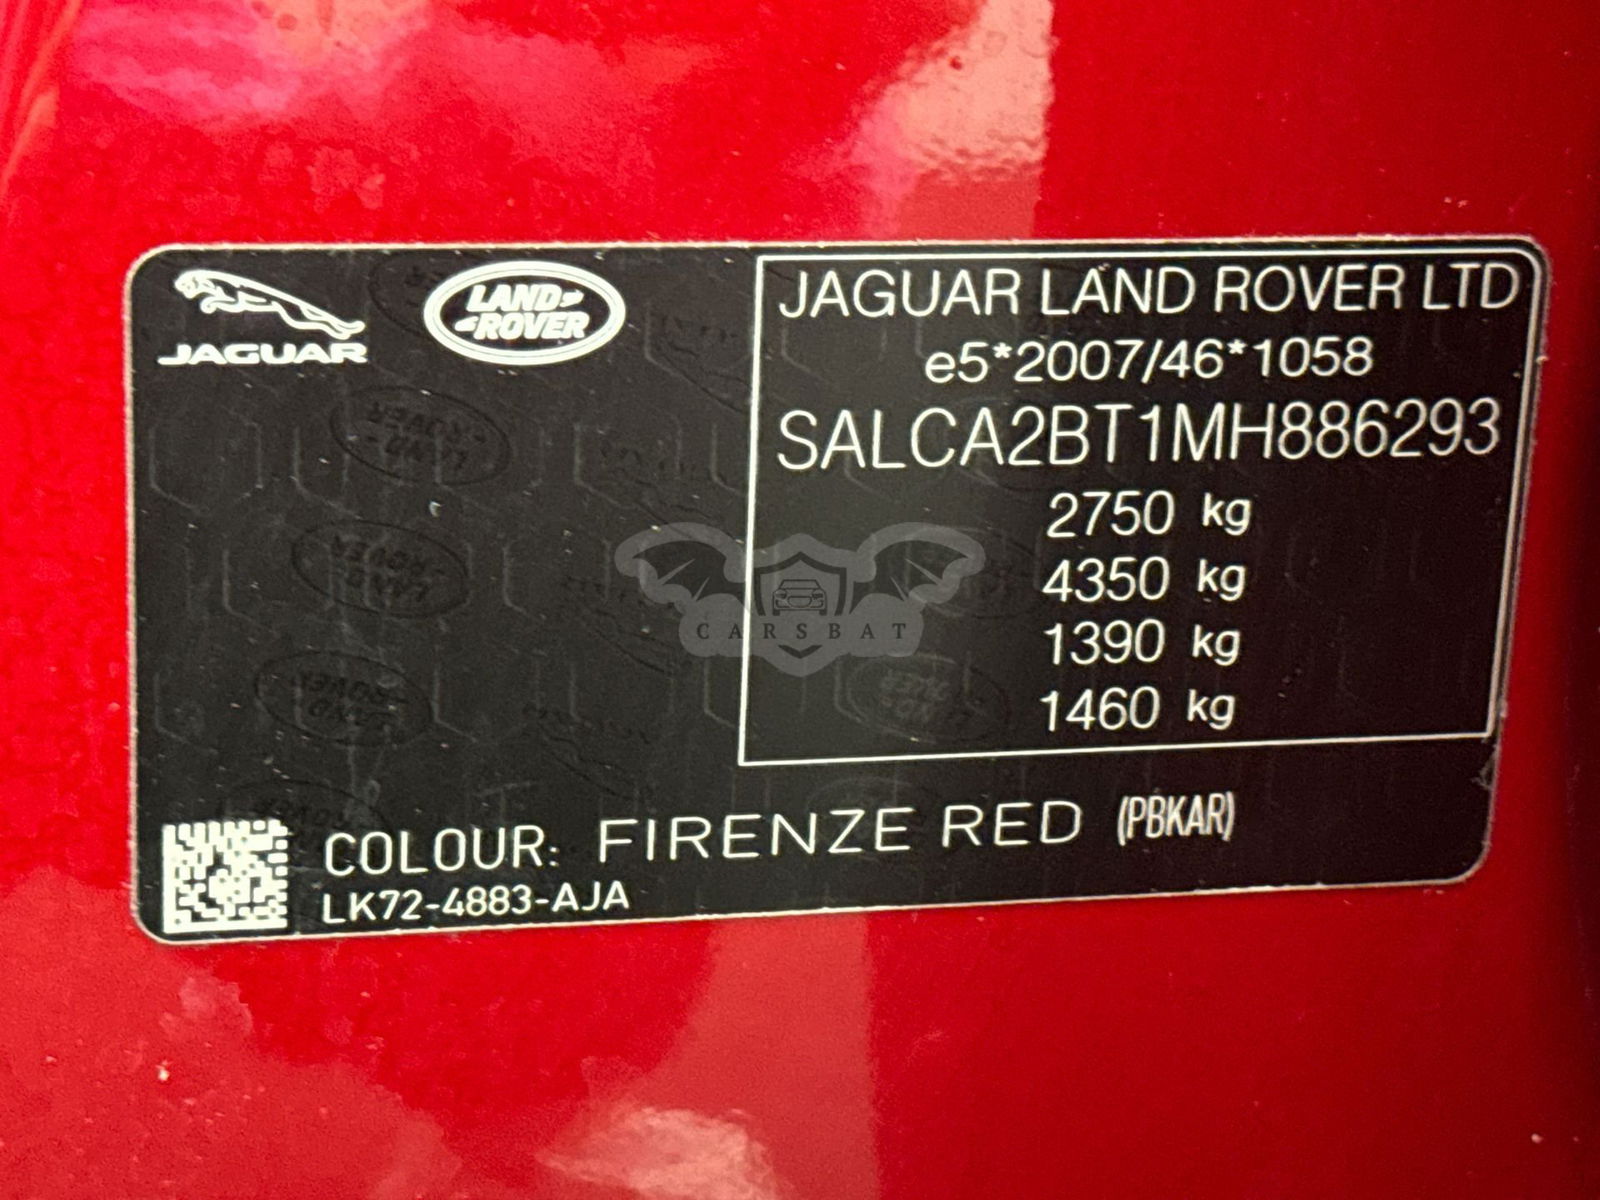 JAGUAR
LAND
ROVER
JAGUAR LAND ROVER LTD
e5*2007/46*1058
SALCA2BT1MH886293
2750 kg
4350 kg
1390 kg
1460 kg
CARSBAT
COLOUR: FIRENZE RED (PBKAR)
LK72-4883-AJA